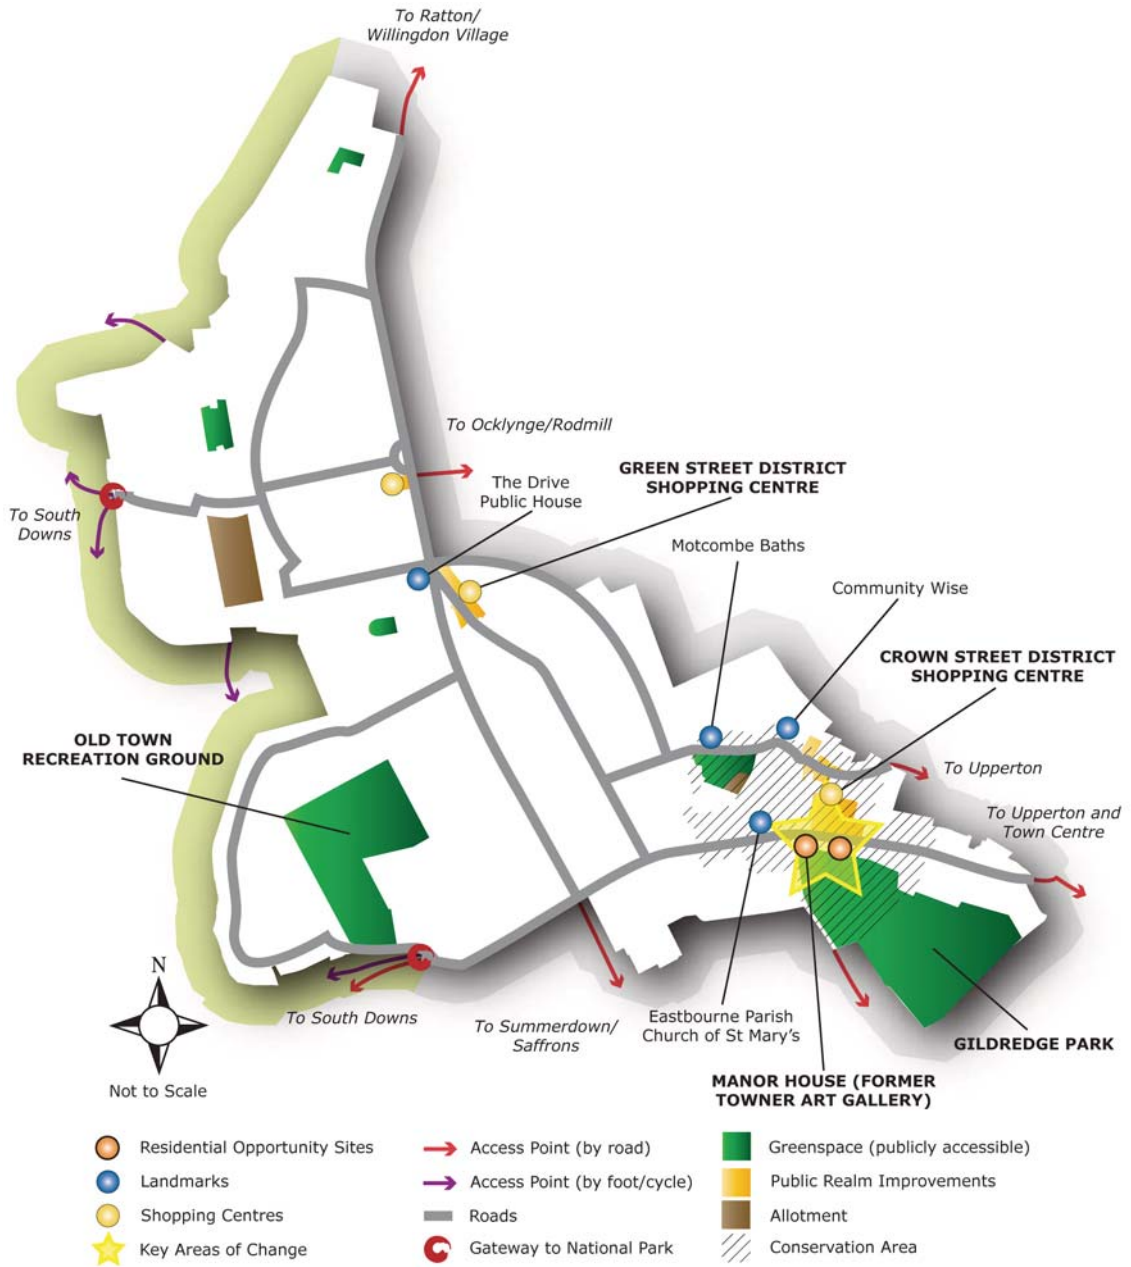 To Ratton/
Willingdon Village
To Ocklynge/Rodmill
GREEN STREET DISTRICT
SHOPPING CENTRE
The Drive
Public House
To South
Downs
Motcombe Baths
Community Wise
CROWN STREET DISTRICT
SHOPPING CENTRE
OLD TOWN
RECREATION GROUND
To Upperton
To Upperton and
Town Centre
N
Not to Scale
To South Downs
To Summerdown/
Saffrons
Eastbourne Parish
Church of St Mary's
GILDREDGE PARK
MANOR HOUSE (FORMER
TOWNER ART GALLERY)
Residential Opportunity Sites
Landmarks
Shopping Centres
Key Areas of Change
Access Point (by road)
Access Point (by foot/cycle)
Roads
Gateway to National Park
Greenspace (publicly accessible)
Public Realm Improvements
Allotment
Conservation Area